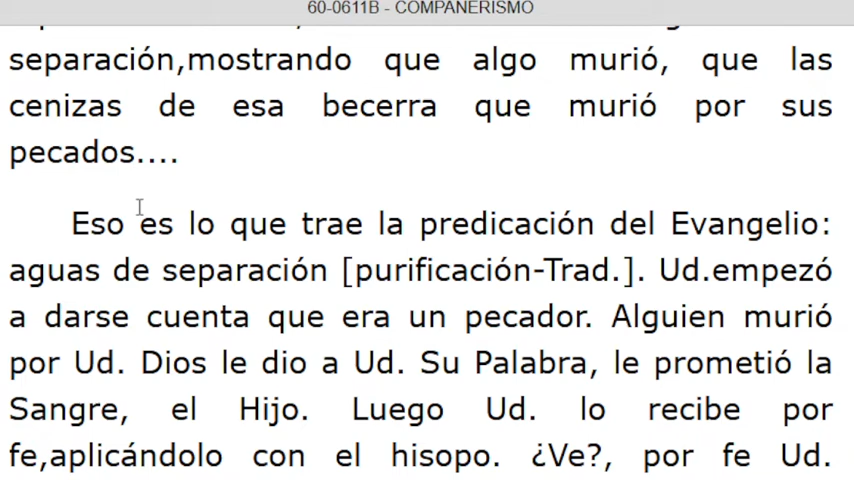 60-0611B - COMPAÑERISMO
separación,mostrando que algo murió, que las
cenizas de esa becerra que murió por sus
pecados....
Eso es lo que trae la predicación del Evangelio:
aguas de separación [purificación-Trad.]. Ud.empezó
a darse cuenta que era un pecador. Alguien murió
por Ud. Dios le dio a Ud. Su Palabra, le prometió la
Sangre, el Hijo. Luego Ud. lo recibe por
fe,aplicándolo con el hisopo. ¿Ve?, por fe Ud.